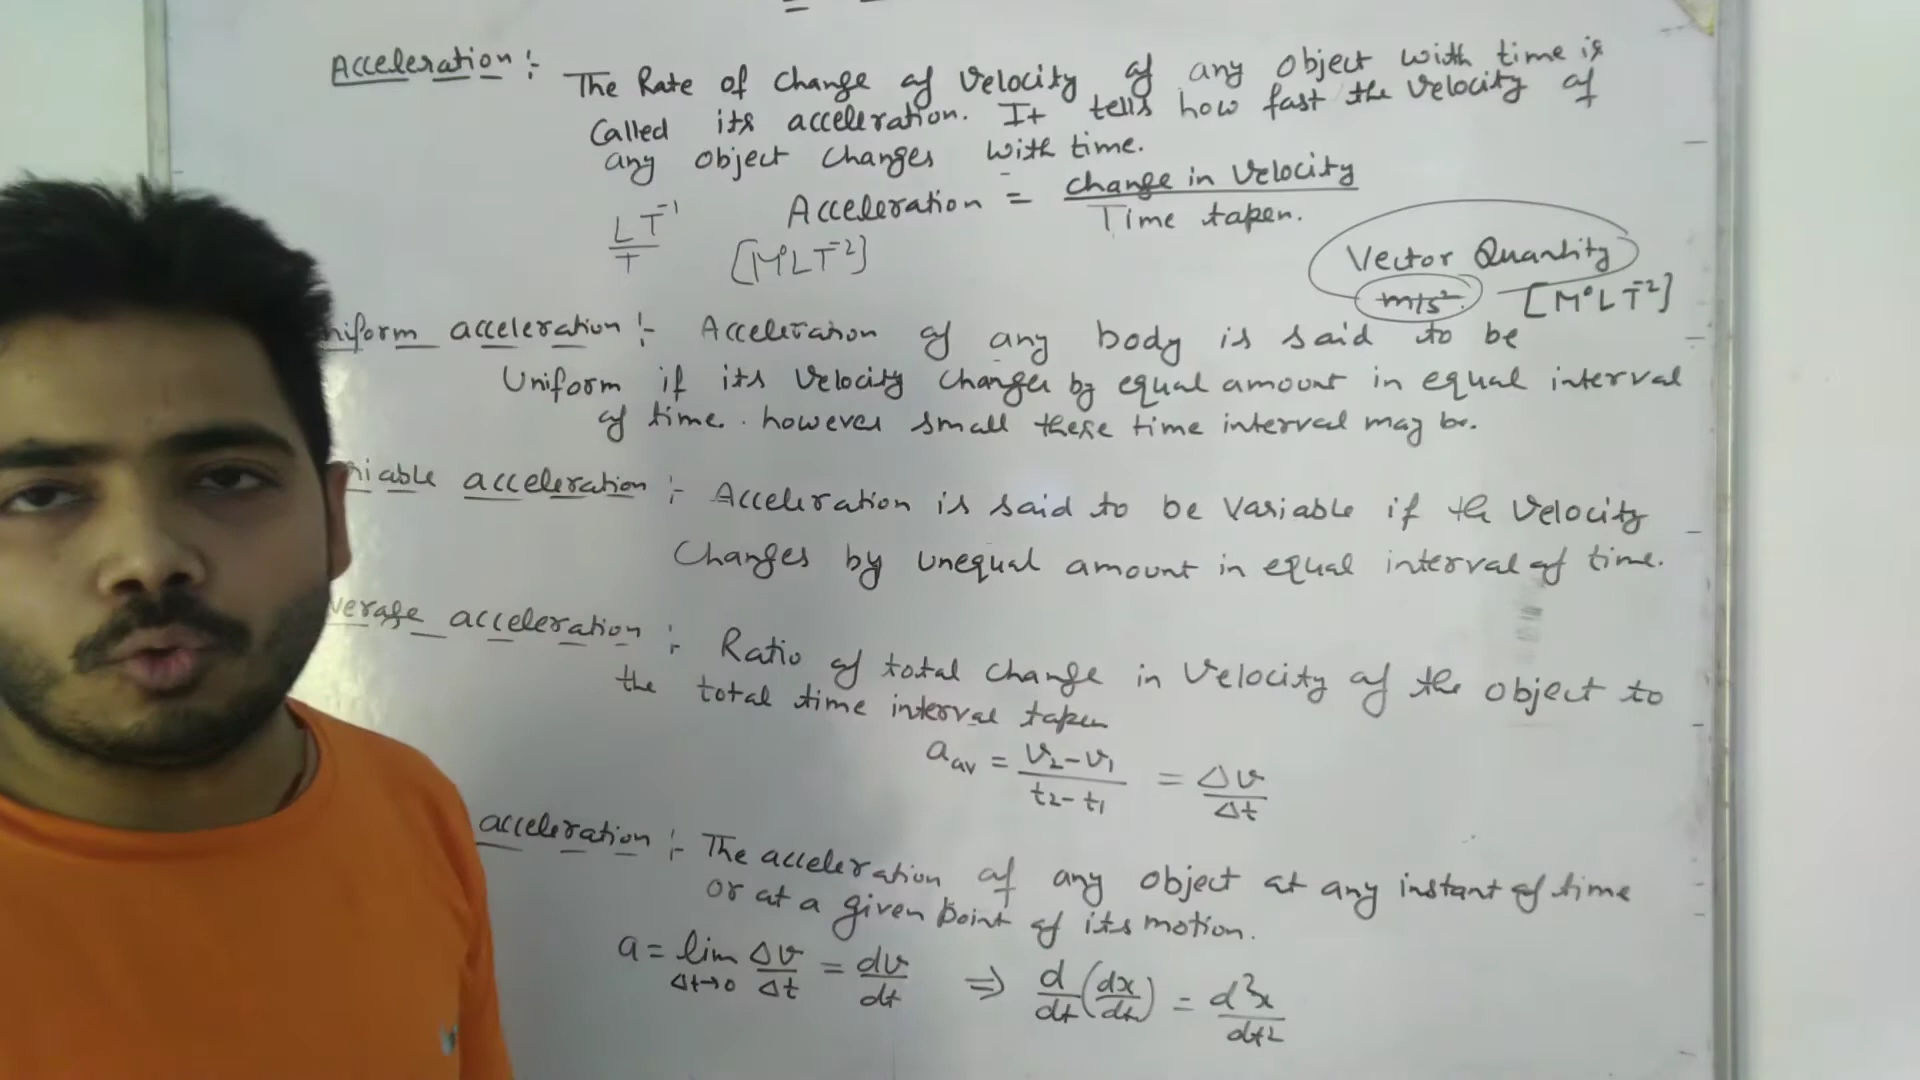 Acceleration :- The Rate of change of Velocity of any object with time is
Called its acceleration. It tells how fast the velocity of
any object changes with time.
Acceleration = change in Velocity / Time taken.
LT⁻¹ / T [M⁰LT⁻²]
Vector Quantity
m/s². [M⁰LT⁻²]
niform acceleration :- Acceleration of any body is said to be
Uniform if its Velocity Changes by equal amount in equal interval
of time. however small these time interval may be.
riable acceleration :- Acceleration is said to be Variable if the Velocity
Changes by unequal amount in equal interval of time.
verage acceleration :- Ratio of total change in Velocity of the object to
the total time interval taken
a_av = (v₂-v₁) / (t₂-t₁) = Δv/Δt
acceleration :- The acceleration of any object at any instant of time
or at a given point of its motion.
a = lim Δt→0 Δv/Δt = dv/dt ⇒ d/dt (dx/dt) = d²x/dt²